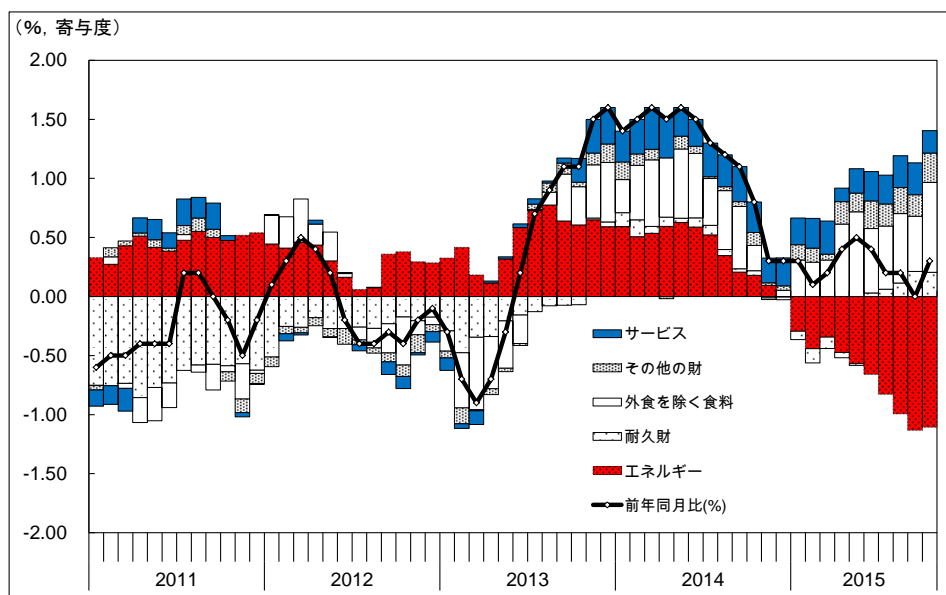 (%, 寄与度)
2.00
1.50
1.00
0.50
0.00
-0.50
-1.00
-1.50
-2.00
サービス
その他の財
外食を除く食料
耐久財
エネルギー
前年同月比(%)
2011 2012 2013 2014 2015